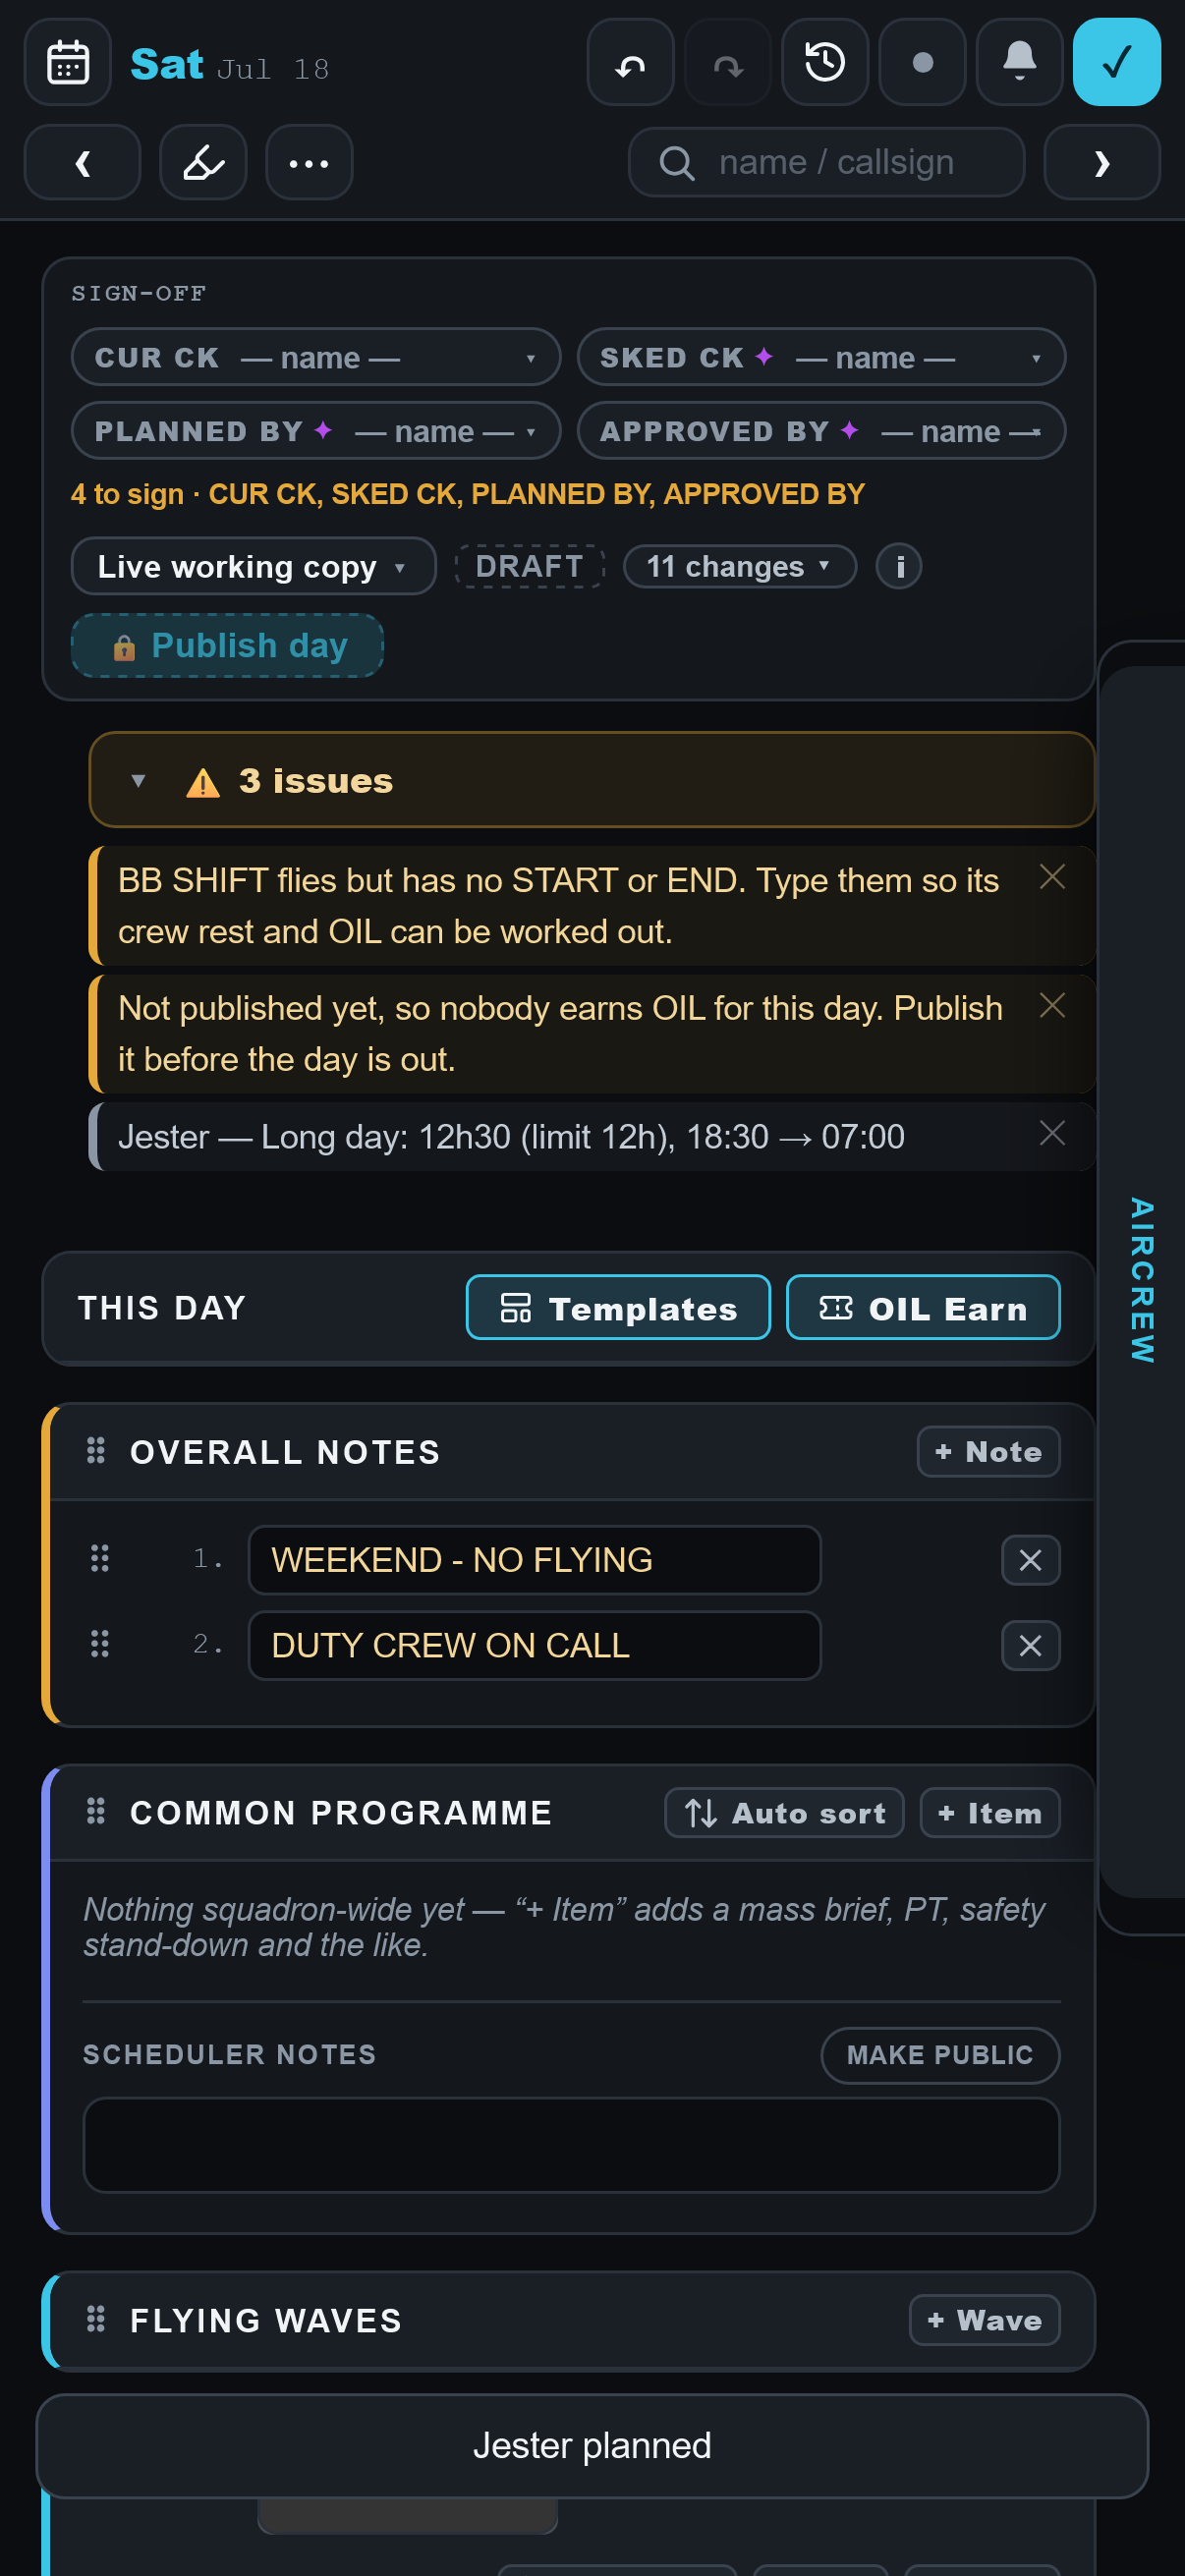 Sat Jul 18
name / callsign
SIGN-OFF
CUR CK — name —
SKED CK ✦ — name —
PLANNED BY ✦ — name —
APPROVED BY ✦ — name —
4 to sign · CUR CK, SKED CK, PLANNED BY, APPROVED BY
Live working copy
DRAFT
11 changes
i
Publish day
3 issues
BB SHIFT flies but has no START or END. Type them so its
crew rest and OIL can be worked out.
Not published yet, so nobody earns OIL for this day. Publish
it before the day is out.
Jester — Long day: 12h30 (limit 12h), 18:30 → 07:00
AIRCREW
THIS DAY
Templates
OIL Earn
OVERALL NOTES
+ Note
1. WEEKEND - NO FLYING
2. DUTY CREW ON CALL
COMMON PROGRAMME
Auto sort
+ Item
Nothing squadron-wide yet — “+ Item” adds a mass brief, PT, safety
stand-down and the like.
SCHEDULER NOTES
MAKE PUBLIC
FLYING WAVES
+ Wave
Jester planned